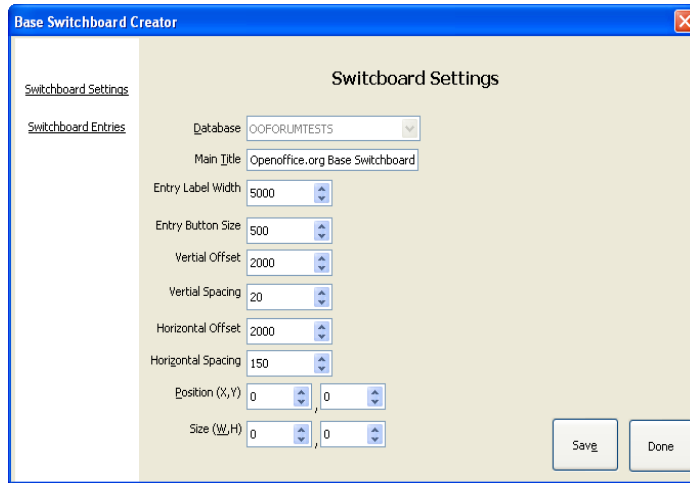 Base Switchboard Creator
Switchboard Settings
Switchboard Entries
Switcboard Settings
Database OOFORUMTESTS
Main Title Openoffice.org Base Switchboard
Entry Label Width 5000
Entry Button Size 500
Vertial Offset 2000
Vertial Spacing 20
Horizontal Offset 2000
Horizontal Spacing 150
Position (X,Y) 0 , 0
Size (W,H) 0 , 0
Save Done